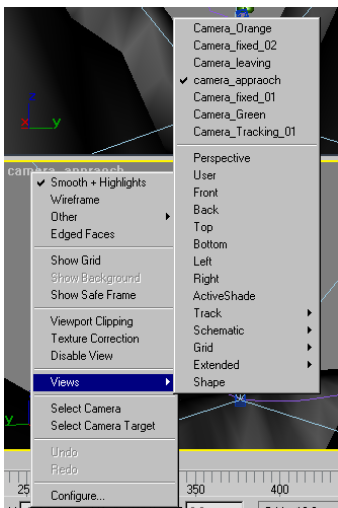 Camera_Orange
Camera_fixed_02
Camera_leaving
camera_appraoch
Camera_fixed_01
Camera_Green
Camera_Tracking_01
Perspective
User
Front
Back
Top
Bottom
Left
Right
ActiveShade
Track
Schematic
Grid
Extended
Shape
z
x
y
camera_appraoch
Smooth + Highlights
Wireframe
Other
Edged Faces
Show Grid
Show Background
Show Safe Frame
Viewport Clipping
Texture Correction
Disable View
Views
Select Camera
Select Camera Target
Undo
Redo
Configure...
y
350
400